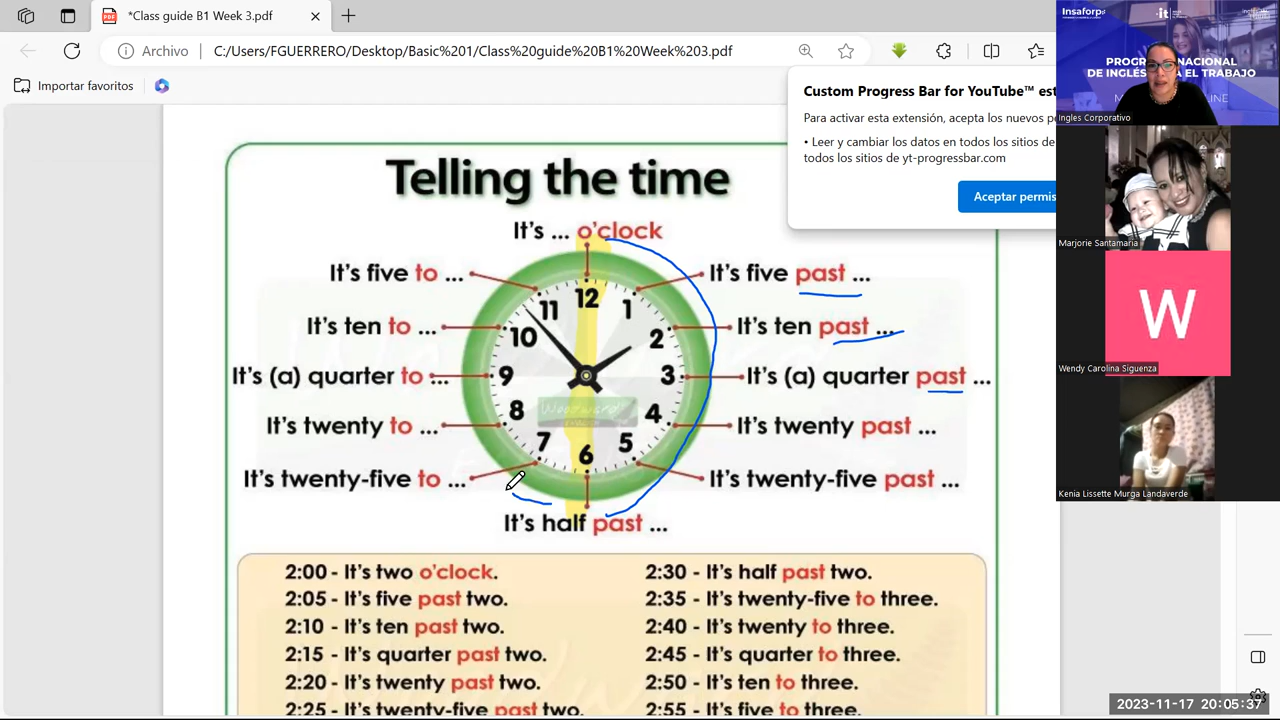 *Class guide B1 Week 3.pdf
Archivo
C:/Users/FGUERRERO/Desktop/Basic%201/Class%20guide%20B1%20Week%203.pdf
Importar favoritos
Custom Progress Bar for YouTube™ est
Para activar esta extensión, acepta los nuevos pe
• Leer y cambiar los datos en todos los sitios de
todos los sitios de yt-progressbar.com
Aceptar permis
Telling the time
It's ... o'clock
It's five to ...
It's five past ...
It's ten to ...
It's ten past ...
It's (a) quarter to ...
It's (a) quarter past ...
It's twenty to ...
It's twenty past ...
It's twenty-five to ...
It's twenty-five past ...
It's half past ...
12
1
2
3
4
5
6
7
8
9
10
11
2:00 - It's two o'clock.
2:05 - It's five past two.
2:10 - It's ten past two.
2:15 - It's quarter past two.
2:20 - It's twenty past two.
2:25 - It's twenty-five past two.
2:30 - It's half past two.
2:35 - It's twenty-five to three.
2:40 - It's twenty to three.
2:45 - It's quarter to three.
2:50 - It's ten to three.
2:55 - It's five to three.
Insaforp
Ingles Corporativo
Marjorie Santamaria
W
Wendy Carolina Siguenza
Kenia Lissette Murga Landaverde
2023-11-17 20:05:37